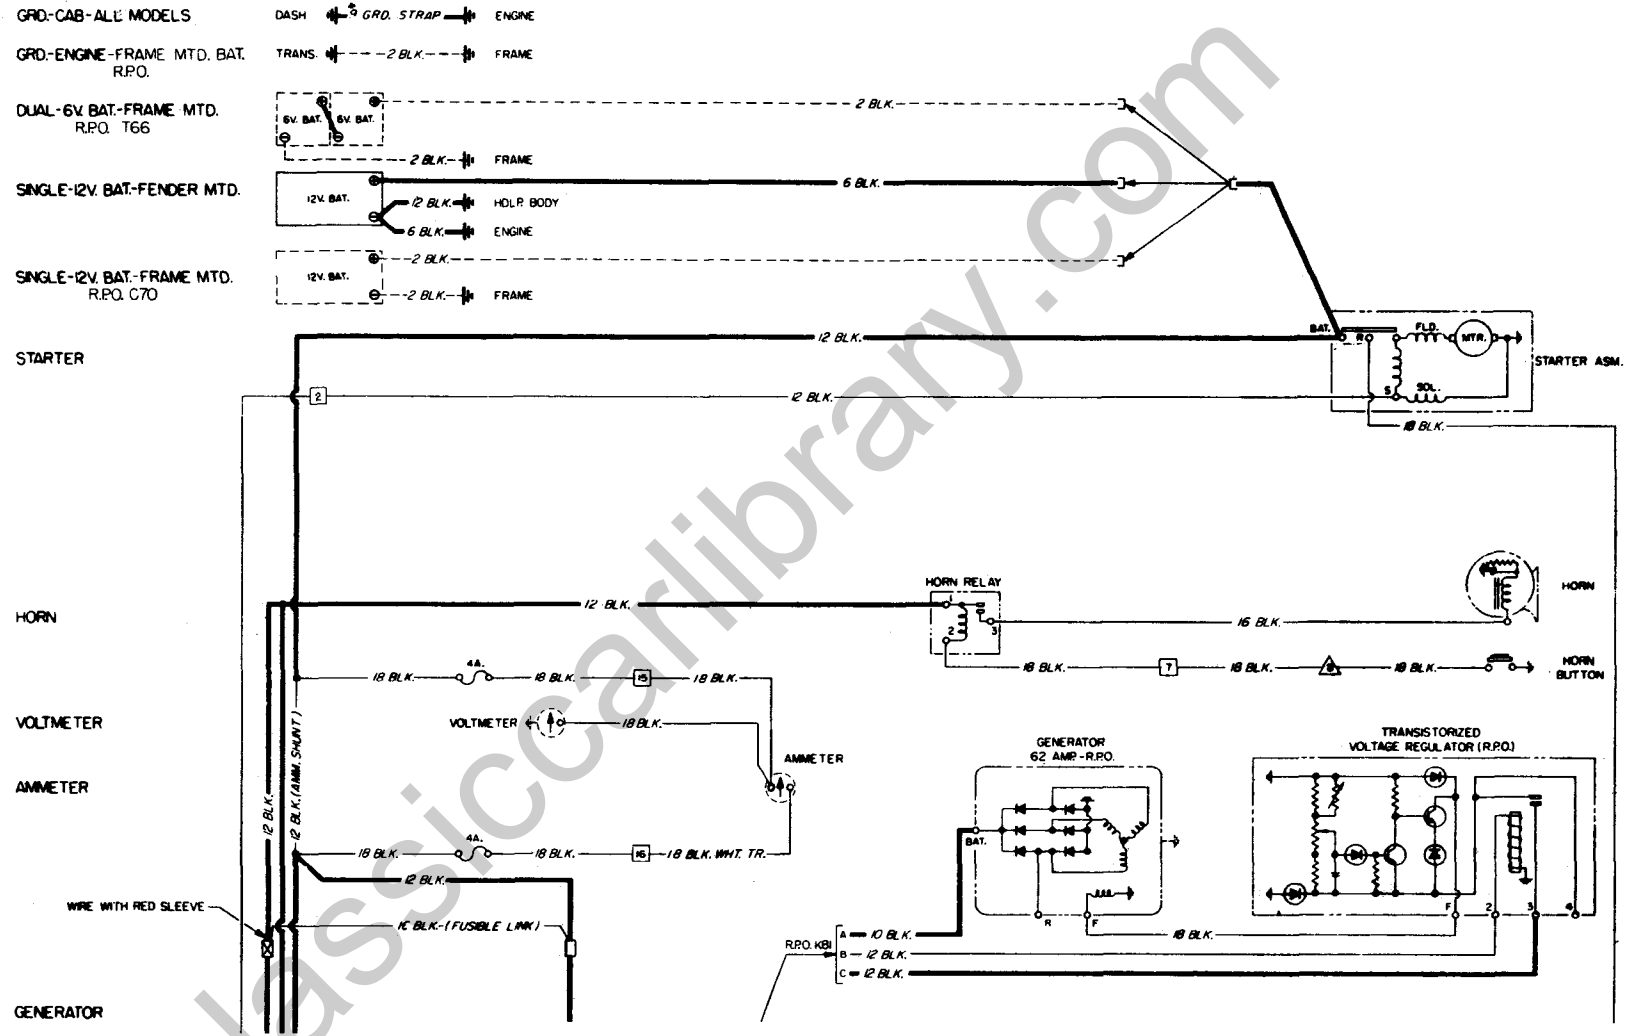 GRD.-CAB-ALL MODELS
DASH
9 GRD. STRAP
ENGINE
GRD.-ENGINE-FRAME MTD. BAT.
R.P.O.
TRANS.
2 BLK.
FRAME
DUAL-6V. BAT.-FRAME MTD.
R.P.O. T66
6V. BAT.
6V. BAT.
2 BLK.
2 BLK.
FRAME
SINGLE-12V. BAT-FENDER MTD.
12V. BAT.
6 BLK.
12 BLK.
HDLP. BODY
6 BLK.
ENGINE
SINGLE-12V. BAT.-FRAME MTD.
R.P.O. C70
12V. BAT.
2 BLK.
2 BLK.
FRAME
STARTER
12 BLK.
BAT.
R
FLD.
MTR.
STARTER ASM.
2
12 BLK.
S
SOL.
18 BLK.
HORN
12 BLK.
HORN RELAY
1
2
3
16 BLK.
HORN
18 BLK.
7
18 BLK.
8
18 BLK.
HORN
BUTTON
18 BLK.
4A.
18 BLK.
15
18 BLK.
VOLTMETER
VOLTMETER
18 BLK.
AMMETER
AMMETER
12 BLK.
12 BLK. (AMM. SHUNT)
18 BLK.
4A.
18 BLK.
16
18 BLK. WHT. TR.
12 BLK.
WIRE WITH RED SLEEVE
BLK.-(FUSIBLE LINK)
GENERATOR
62 AMP.-R.P.O.
BAT.
R
F
TRANSISTORIZED
VOLTAGE REGULATOR (R.P.O.)
F
2
3
4
18 BLK.
R.P.O. K81
A
10 BLK.
B
12 BLK.
C
12 BLK.
GENERATOR
lassiccarlibrary.com